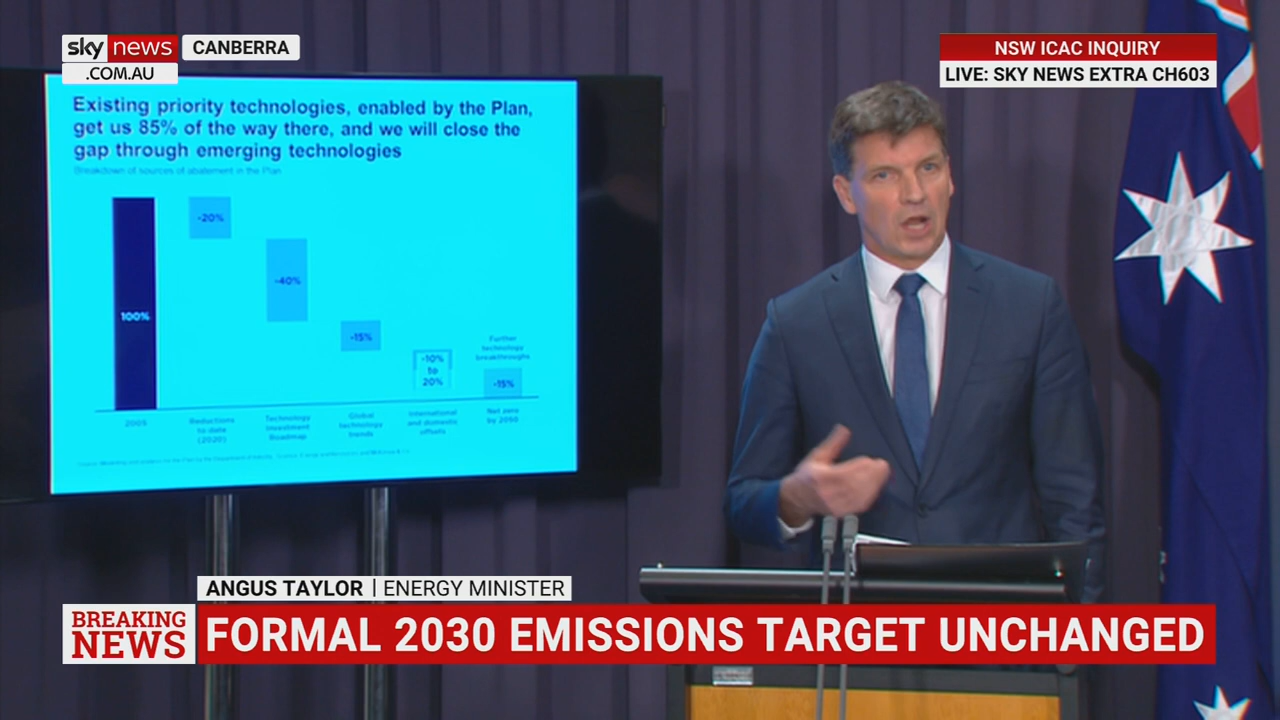 sky news
.COM.AU
CANBERRA
NSW ICAC INQUIRY
LIVE: SKY NEWS EXTRA CH603
Existing priority technologies, enabled by the Plan,
get us 85% of the way there, and we will close the
gap through emerging technologies
Breakdown of sources of abatement in the Plan
100%
-20%
-40%
-15%
-10%
to
20%
Further
technology
breakthroughs
-15%
2005
Reductions
to date
(2020)
Technology
Investment
Roadmap
Global
technology
trends
International
and domestic
offsets
Net zero
by 2050
ANGUS TAYLOR | ENERGY MINISTER
BREAKING
NEWS
FORMAL 2030 EMISSIONS TARGET UNCHANGED